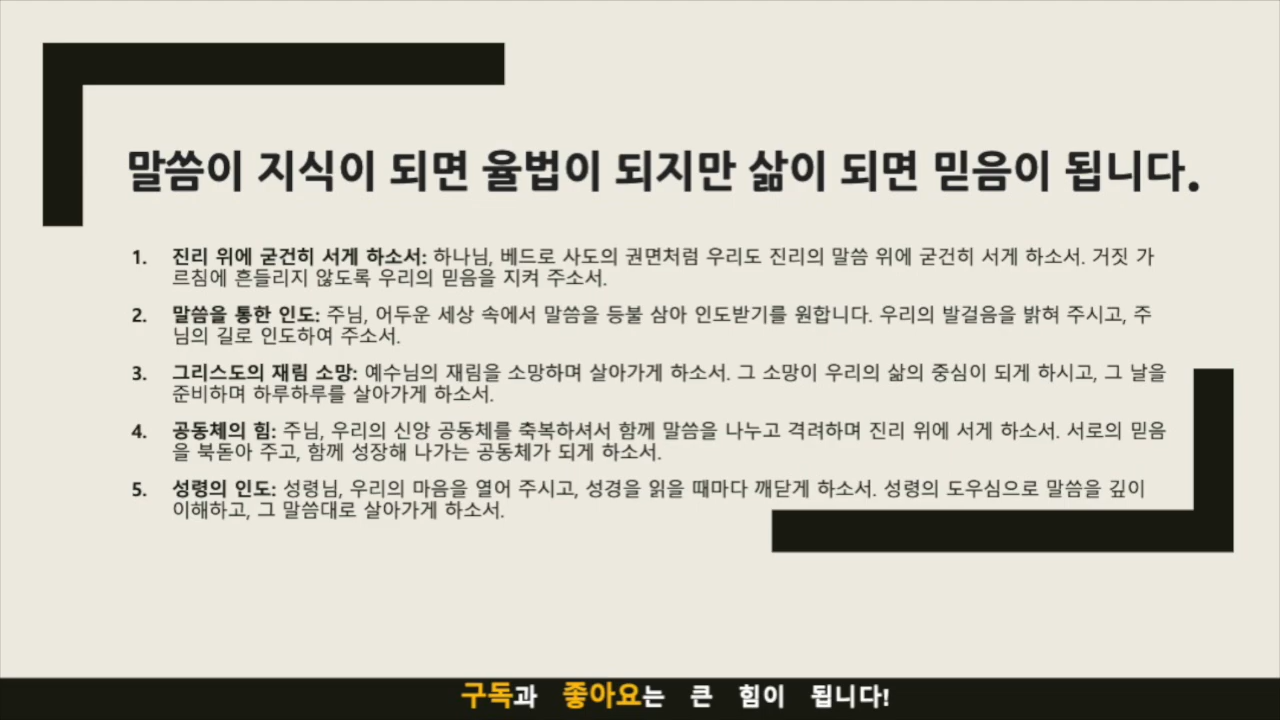 말씀이 지식이 되면 율법이 되지만 삶이 되면 믿음이 됩니다.
1. 진리 위에 굳건히 서게 하소서: 하나님, 베드로 사도의 권면처럼 우리도 진리의 말씀 위에 굳건히 서게 하소서. 거짓 가
르침에 흔들리지 않도록 우리의 믿음을 지켜 주소서.
2. 말씀을 통한 인도: 주님, 어두운 세상 속에서 말씀을 등불 삼아 인도받기를 원합니다. 우리의 발걸음을 밝혀 주시고, 주
님의 길로 인도하여 주소서.
3. 그리스도의 재림 소망: 예수님의 재림을 소망하며 살아가게 하소서. 그 소망이 우리의 삶의 중심이 되게 하시고, 그 날을
준비하며 하루하루를 살아가게 하소서.
4. 공동체의 힘: 주님, 우리의 신앙 공동체를 축복하셔서 함께 말씀을 나누고 격려하며 진리 위에 서게 하소서. 서로의 믿음
을 북돋아 주고, 함께 성장해 나가는 공동체가 되게 하소서.
5. 성령의 인도: 성령님, 우리의 마음을 열어 주시고, 성경을 읽을 때마다 깨닫게 하소서. 성령의 도우심으로 말씀을 깊이
이해하고, 그 말씀대로 살아가게 하소서.
구독과 좋아요는 큰 힘이 됩니다!